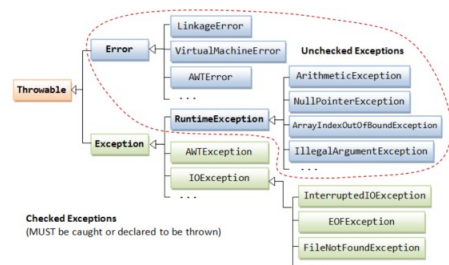 LinkageError
Error
VirtualMachineError
Unchecked Exceptions
AWTError
ArithmeticException
...
Throwable
NullPointerException
RuntimeException
ArrayIndexOutOfBoundException
Exception
AWTException
IllegalArgumentException
...
IOException
...
InterruptedIOException
Checked Exceptions
(MUST be caught or declared to be thrown)
EOFException
FileNotFoundException